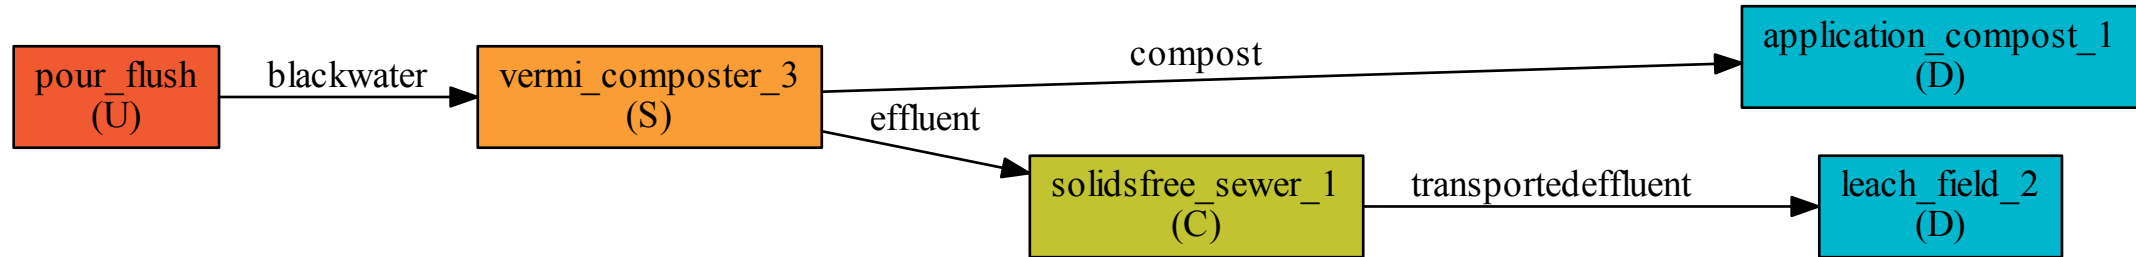 pour_flush
(U)
blackwater
vermi_composter_3
(S)
compost
effluent
application_compost_1
(D)
solidsfree_sewer_1
(C)
transportedeffluent
leach_field_2
(D)